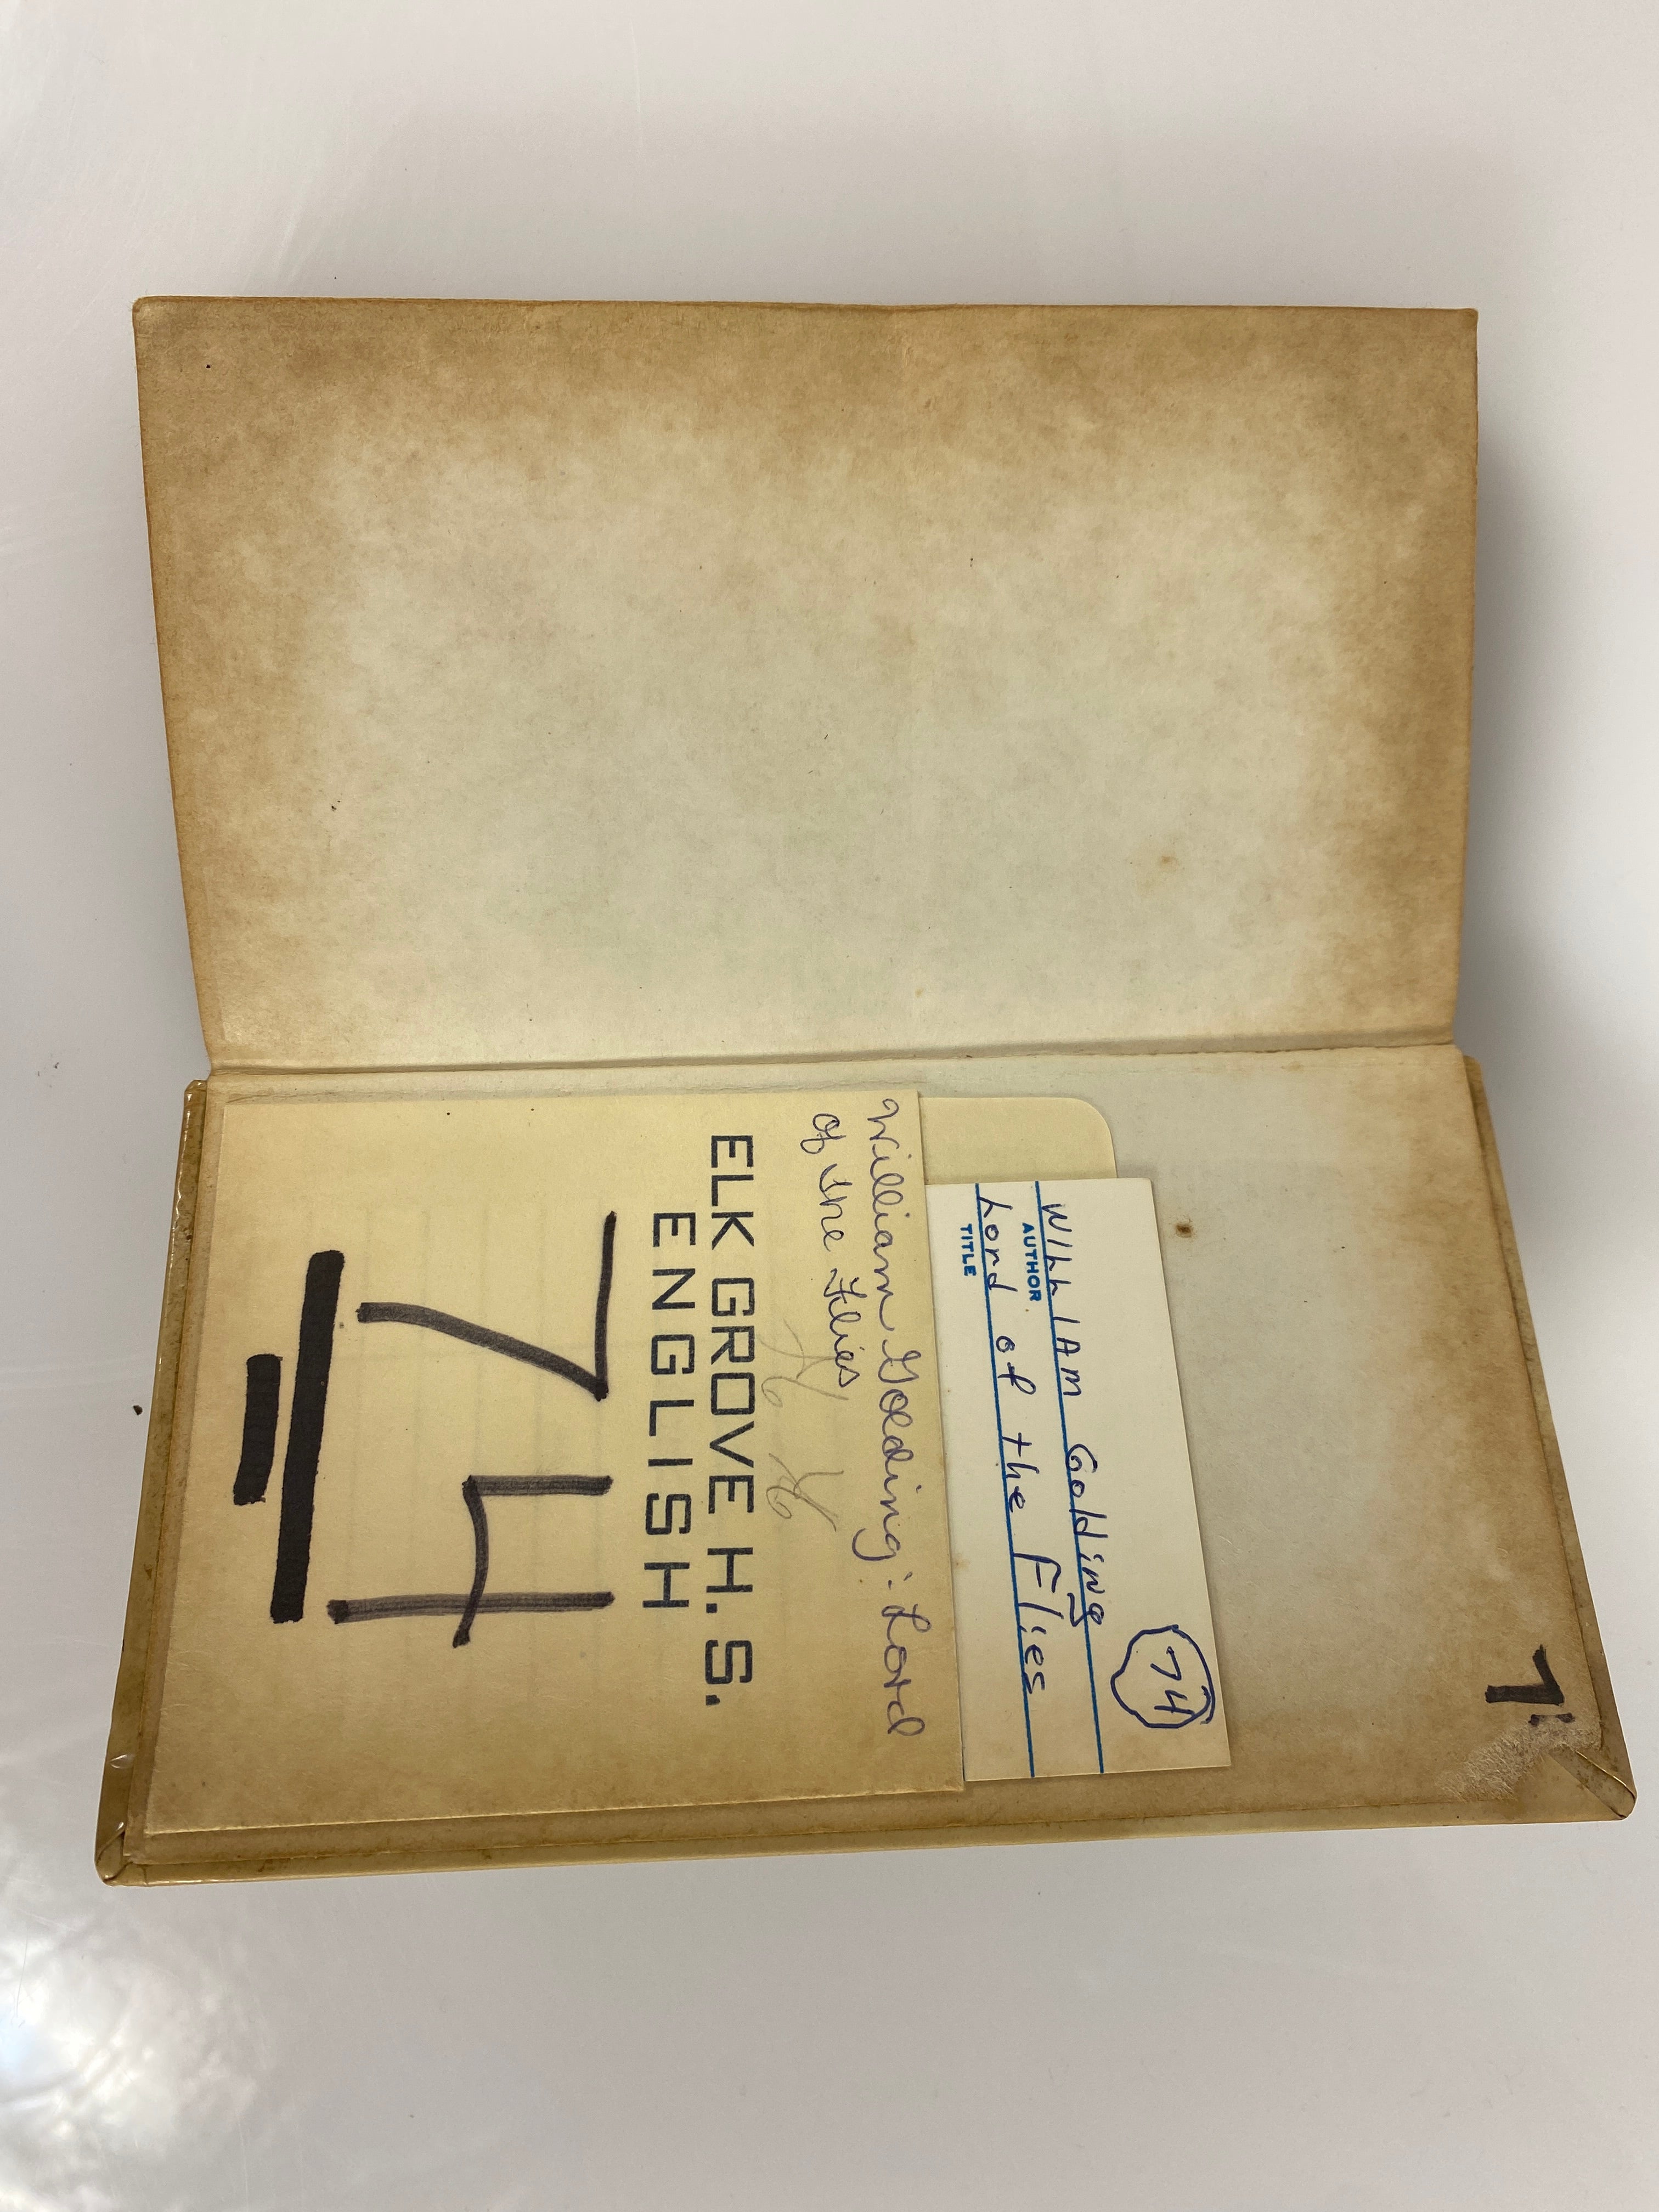 74
William Golding
AUTHOR
Lord of the Flies
TITLE
William Golding: Lord
of the Flies
ELK GROVE H.S.
ENGLISH
74